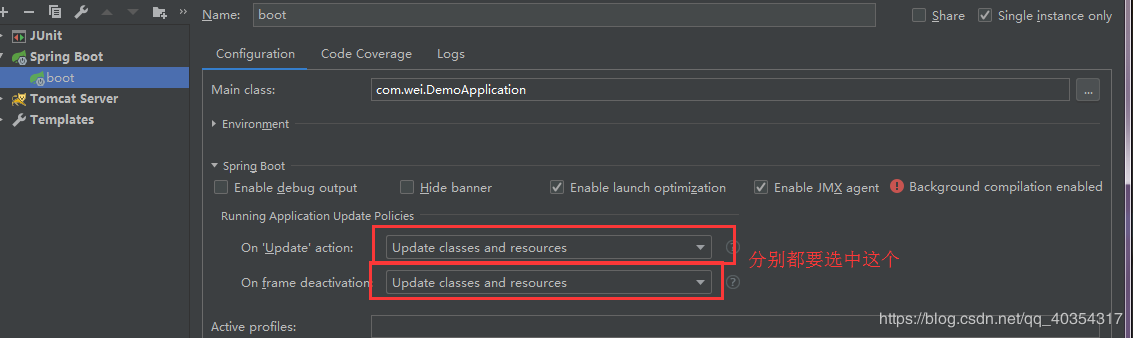 Name: boot Share Single instance only
JUnit
Spring Boot
boot
Tomcat Server
Templates
Configuration Code Coverage Logs
Main class: com.wei.DemoApplication ...
Environment
Spring Boot
Enable debug output Hide banner Enable launch optimization Enable JMX agent Background compilation enabled
Running Application Update Policies
On 'Update' action: Update classes and resources ?
分别都要选中这个
On frame deactivation: Update classes and resources ?
Active profiles:
https://blog.csdn.net/qq_40354317